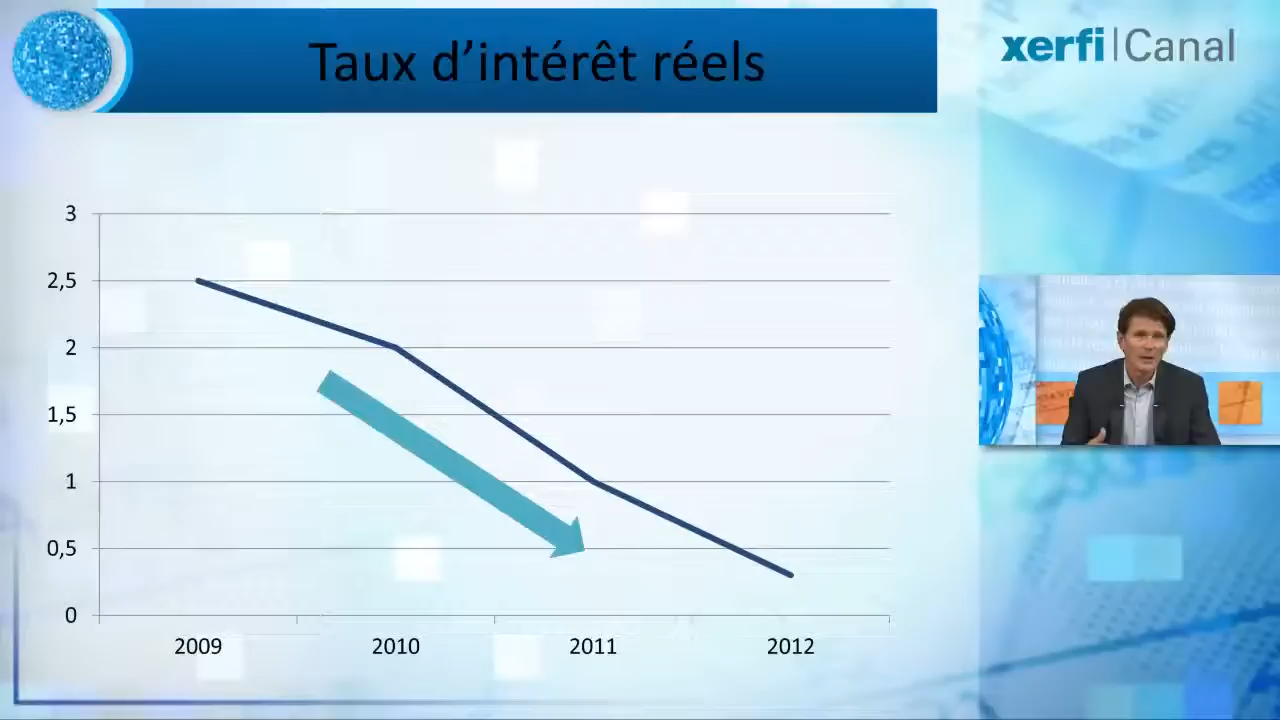 Taux d’intérêt réels
xerfi|Canal
3
2,5
2
1,5
1
0,5
0
2009 2010 2011 2012